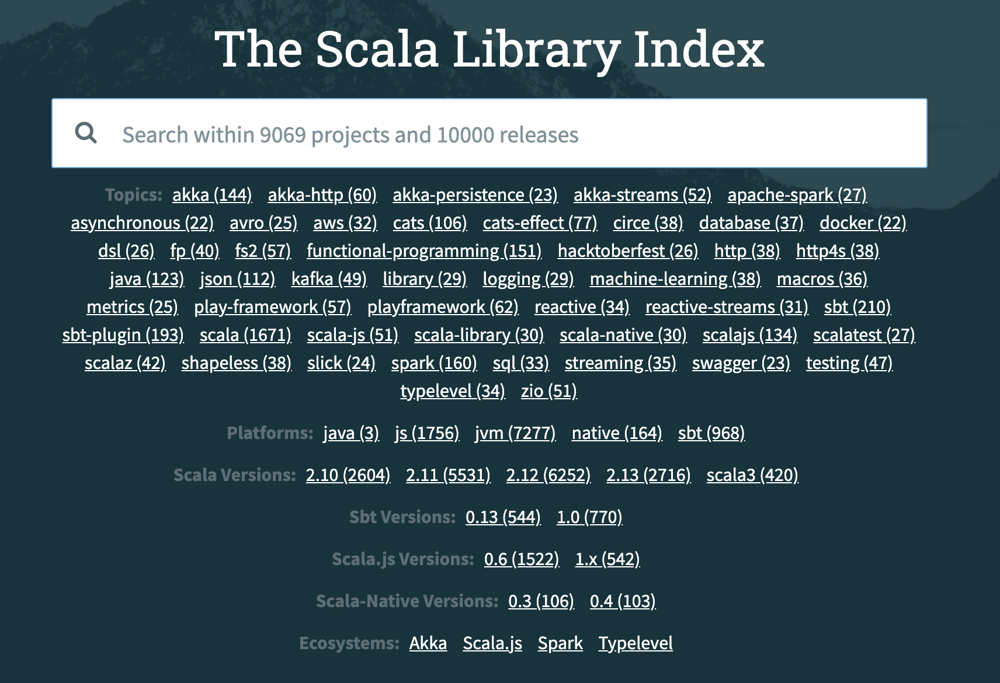 The Scala Library Index
Search within 9069 projects and 10000 releases
Topics: akka (144) akka-http (60) akka-persistence (23) akka-streams (52) apache-spark (27)
asynchronous (22) avro (25) aws (32) cats (106) cats-effect (77) circe (38) database (37) docker (22)
dsl (26) fp (40) fs2 (57) functional-programming (151) hacktoberfest (26) http (38) http4s (38)
java (123) json (112) kafka (49) library (29) logging (29) machine-learning (38) macros (36)
metrics (25) play-framework (57) playframework (62) reactive (34) reactive-streams (31) sbt (210)
sbt-plugin (193) scala (1671) scala-js (51) scala-library (30) scala-native (30) scalajs (134) scalatest (27)
scalaz (42) shapeless (38) slick (24) spark (160) sql (33) streaming (35) swagger (23) testing (47)
typelevel (34) zio (51)
Platforms: java (3) js (1756) jvm (7277) native (164) sbt (968)
Scala Versions: 2.10 (2604) 2.11 (5531) 2.12 (6252) 2.13 (2716) scala3 (420)
Sbt Versions: 0.13 (544) 1.0 (770)
Scala.js Versions: 0.6 (1522) 1.x (542)
Scala-Native Versions: 0.3 (106) 0.4 (103)
Ecosystems: Akka Scala.js Spark Typelevel